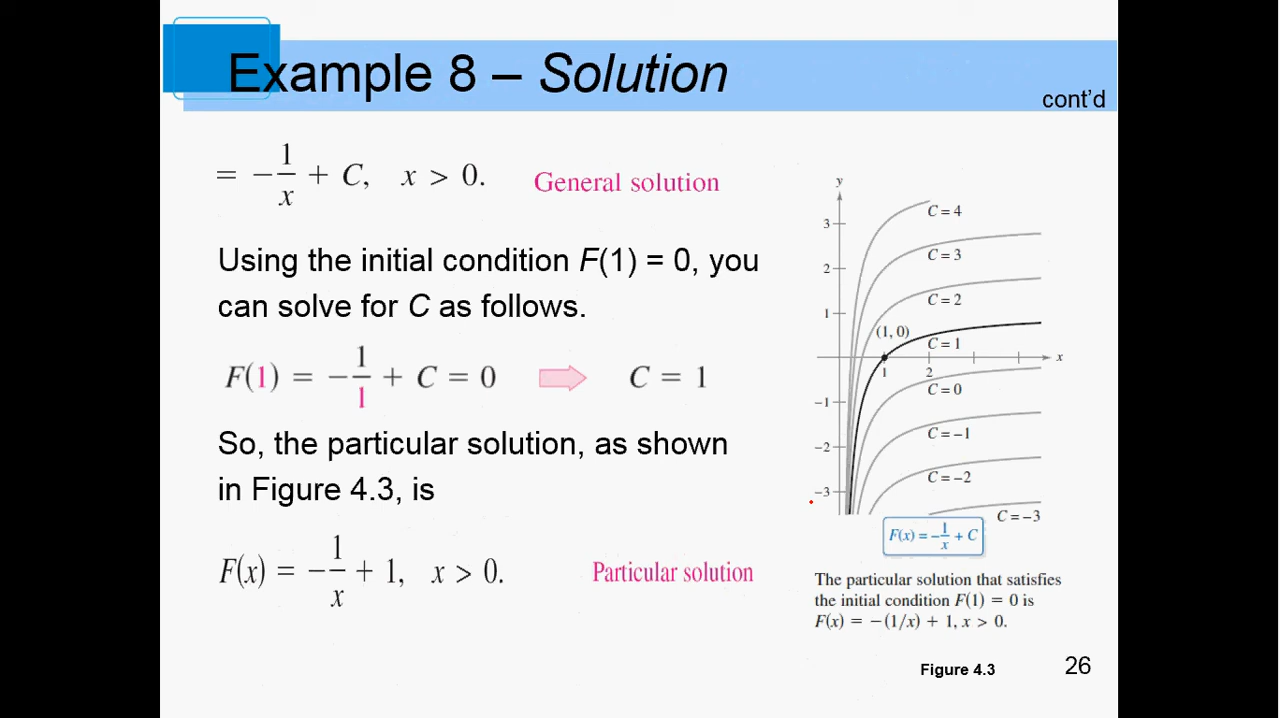 Example 8 – Solution
cont'd
= -1/x + C, x > 0. General solution
Using the initial condition F(1) = 0, you
can solve for C as follows.
F(1) = -1/1 + C = 0 C = 1
So, the particular solution, as shown
in Figure 4.3, is
F(x) = -1/x + 1, x > 0. Particular solution
y
3
2
1
-1
-2
-3
1
2
x
(1, 0)
C = 4
C = 3
C = 2
C = 1
C = 0
C = -1
C = -2
C = -3
F(x) = -1/x + C
The particular solution that satisfies
the initial condition F(1) = 0 is
F(x) = -(1/x) + 1, x > 0.
Figure 4.3
26